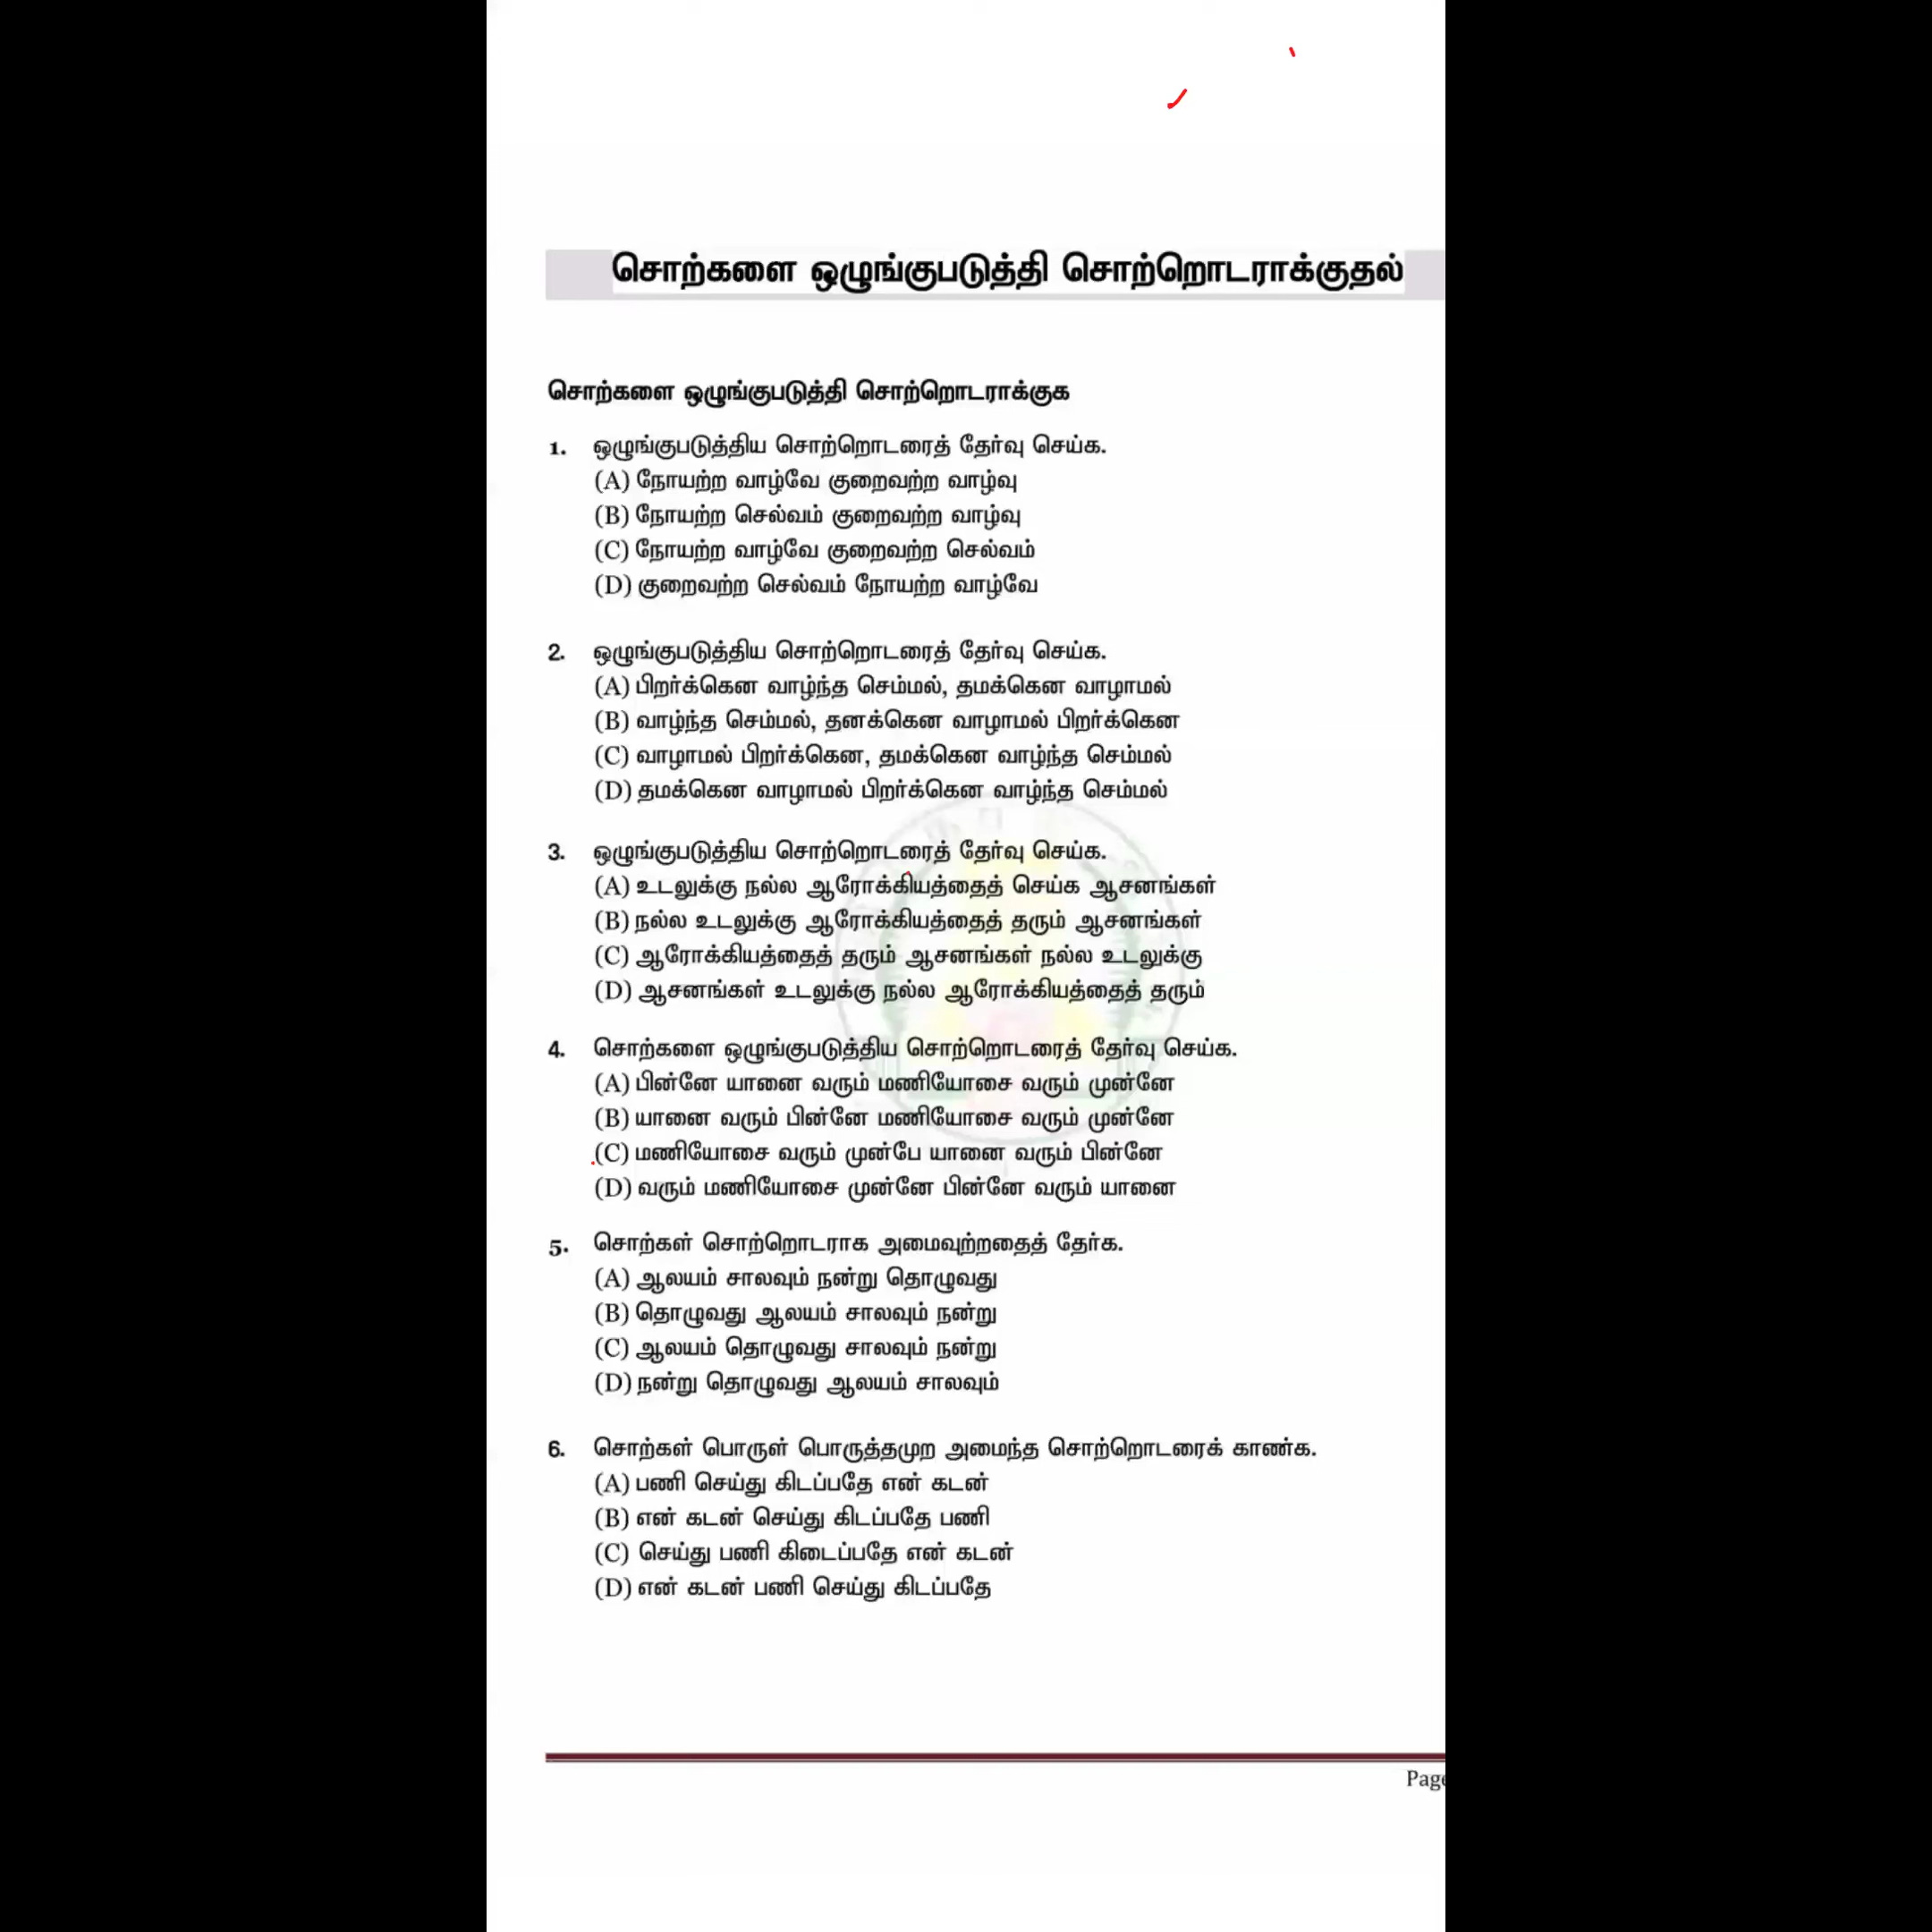 சொற்களை ஒழுங்குபடுத்தி சொற்றொடராக்குதல்
சொற்களை ஒழுங்குபடுத்தி சொற்றொடராக்குக
1. ஒழுங்குபடுத்திய சொற்றொடரைத் தேர்வு செய்க.
(A) நோயற்ற வாழ்வே குறைவற்ற வாழ்வு
(B) நோயற்ற செல்வம் குறைவற்ற வாழ்வு
(C) நோயற்ற வாழ்வே குறைவற்ற செல்வம்
(D) குறைவற்ற செல்வம் நோயற்ற வாழ்வே
2. ஒழுங்குபடுத்திய சொற்றொடரைத் தேர்வு செய்க.
(A) பிறர்க்கென வாழ்ந்த செம்மல், தமக்கென வாழாமல்
(B) வாழ்ந்த செம்மல், தனக்கென வாழாமல் பிறர்க்கென
(C) வாழாமல் பிறர்க்கென, தமக்கென வாழ்ந்த செம்மல்
(D) தமக்கென வாழாமல் பிறர்க்கென வாழ்ந்த செம்மல்
3. ஒழுங்குபடுத்திய சொற்றொடரைத் தேர்வு செய்க.
(A) உடலுக்கு நல்ல ஆரோக்கியத்தைத் செய்க ஆசனங்கள்
(B) நல்ல உடலுக்கு ஆரோக்கியத்தைத் தரும் ஆசனங்கள்
(C) ஆரோக்கியத்தைத் தரும் ஆசனங்கள் நல்ல உடலுக்கு
(D) ஆசனங்கள் உடலுக்கு நல்ல ஆரோக்கியத்தைத் தரும்
4. சொற்களை ஒழுங்குபடுத்திய சொற்றொடரைத் தேர்வு செய்க.
(A) பின்னே யானை வரும் மணியோசை வரும் முன்னே
(B) யானை வரும் பின்னே மணியோசை வரும் முன்னே
(C) மணியோசை வரும் முன்பே யானை வரும் பின்னே
(D) வரும் மணியோசை முன்னே பின்னே வரும் யானை
5. சொற்கள் சொற்றொடராக அமைவுற்றதைத் தேர்க.
(A) ஆலயம் சாலவும் நன்று தொழுவது
(B) தொழுவது ஆலயம் சாலவும் நன்று
(C) ஆலயம் தொழுவது சாலவும் நன்று
(D) நன்று தொழுவது ஆலயம் சாலவும்
6. சொற்கள் பொருள் பொருத்தமுற அமைந்த சொற்றொடரைக் காண்க.
(A) பணி செய்து கிடப்பதே என் கடன்
(B) என் கடன் செய்து கிடப்பதே பணி
(C) செய்து பணி கிடைப்பதே என் கடன்
(D) என் கடன் பணி செய்து கிடப்பதே
Page